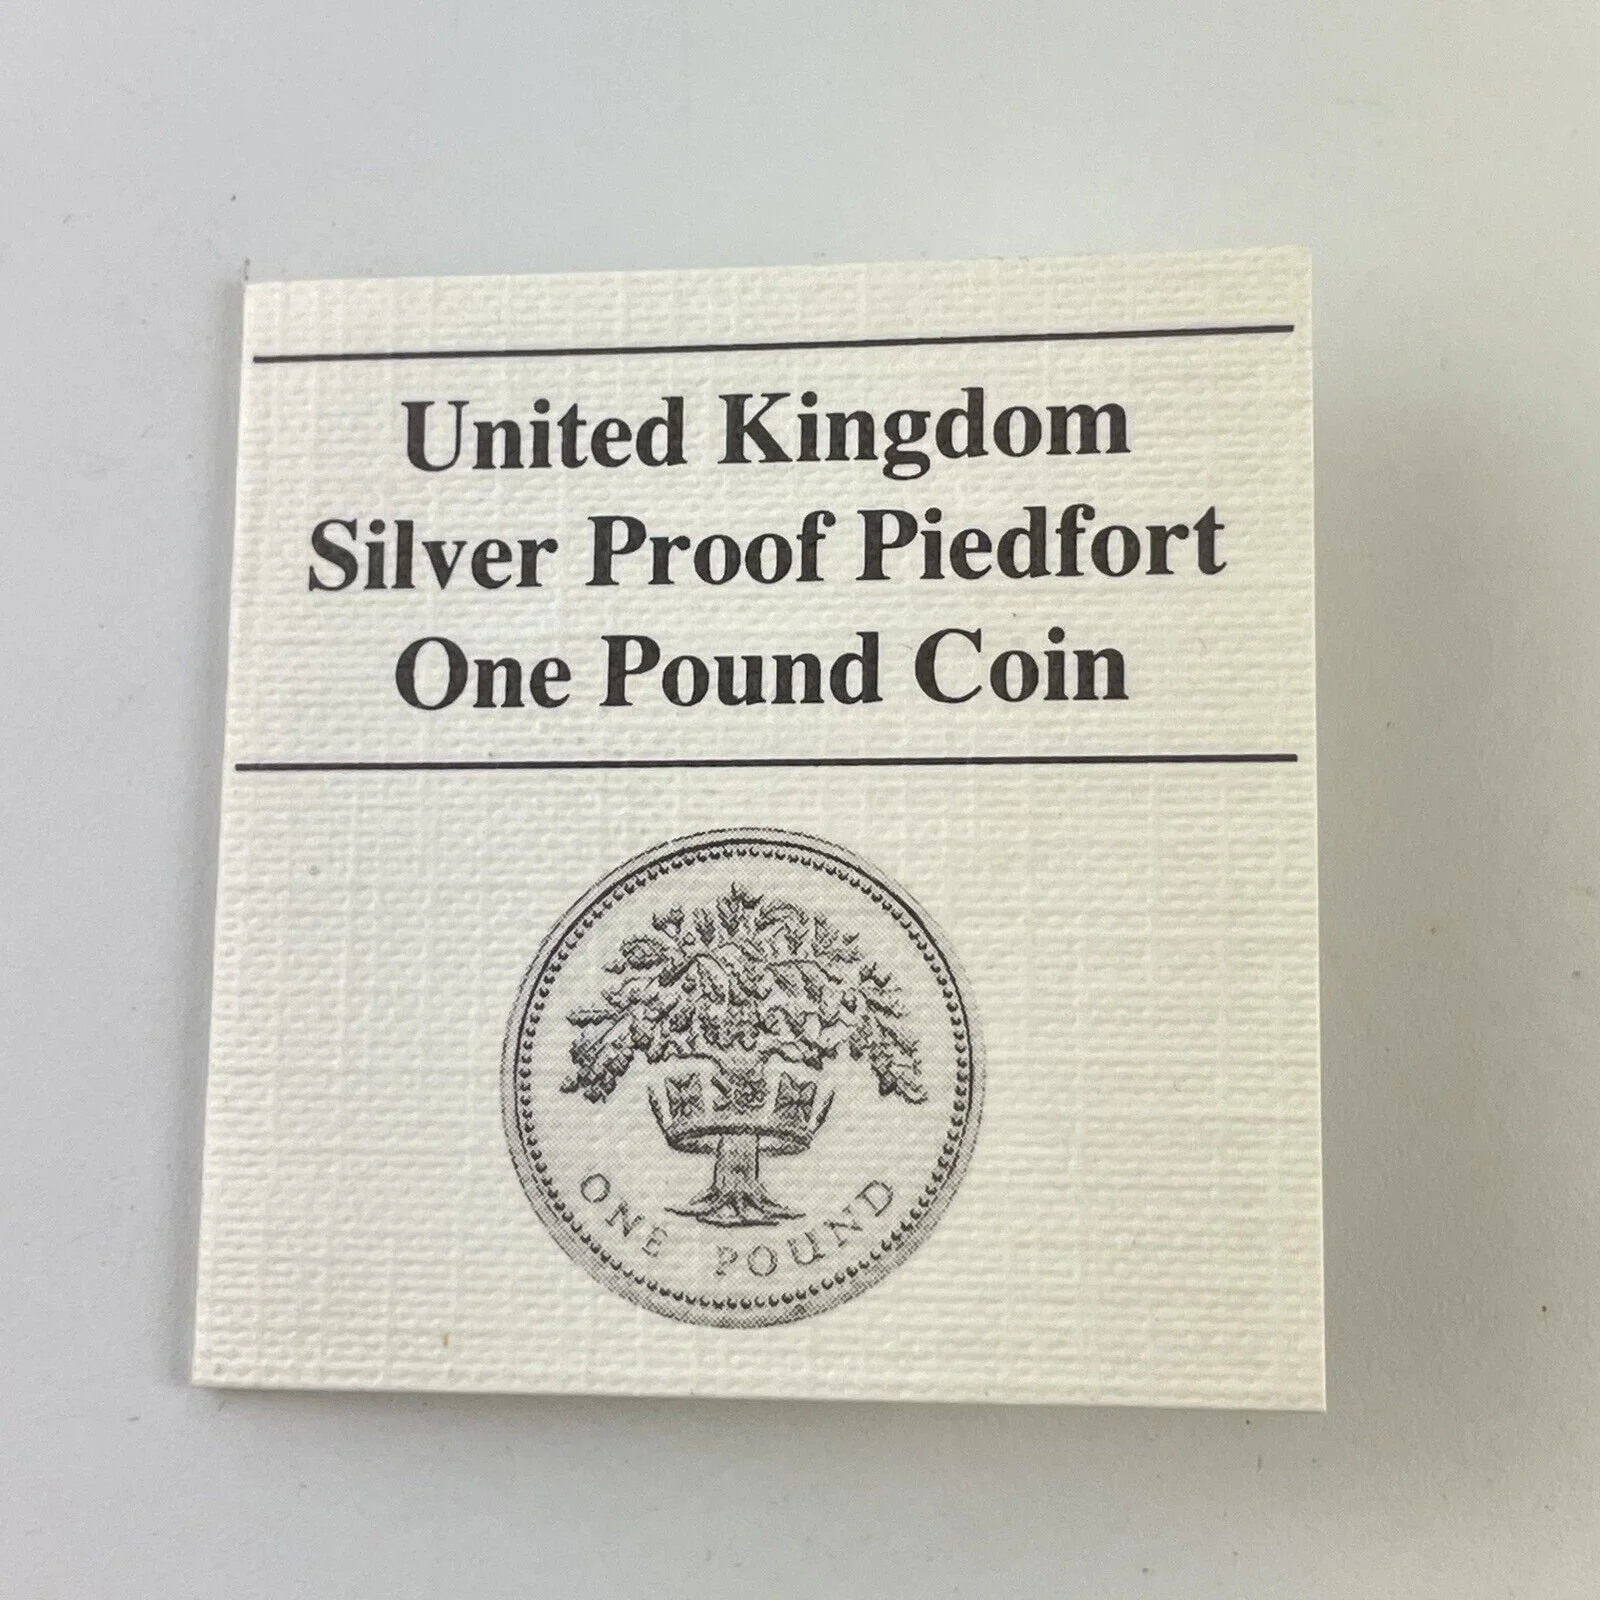 United Kingdom
Silver Proof Piedfort
One Pound Coin
ONE POUND